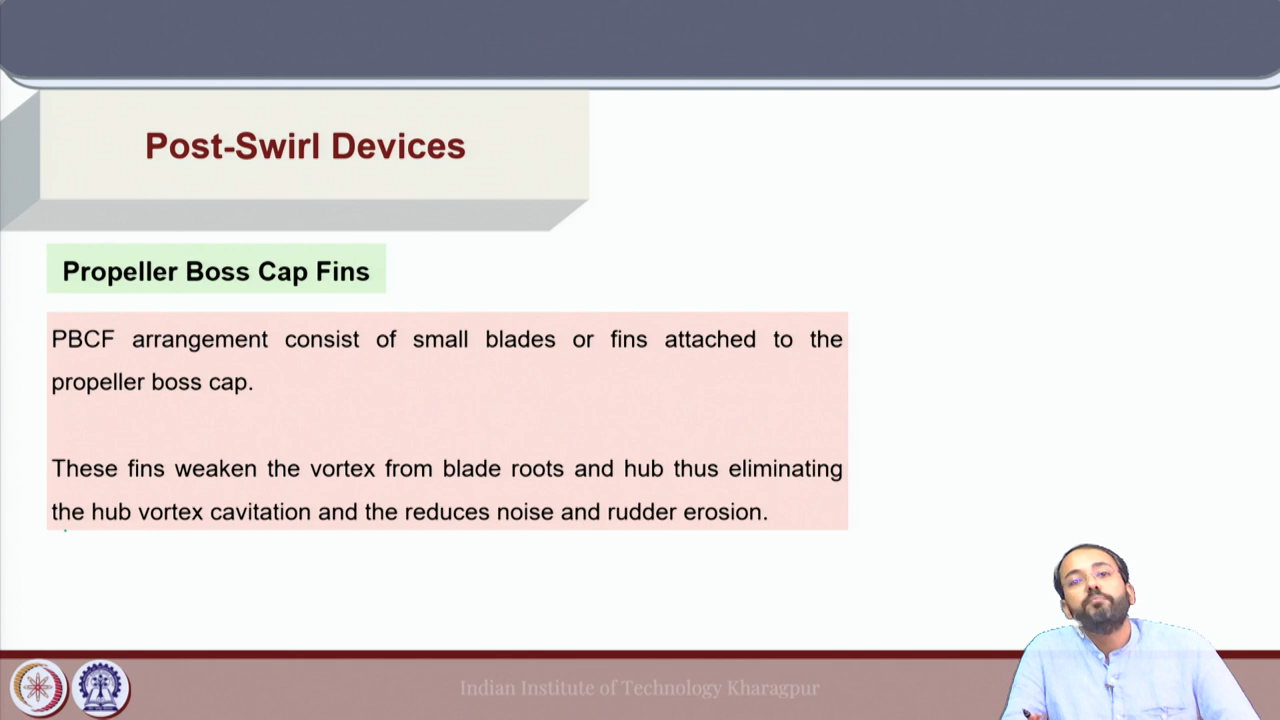 Post-Swirl Devices
Propeller Boss Cap Fins
PBCF arrangement consist of small blades or fins attached to the
propeller boss cap.
These fins weaken the vortex from blade roots and hub thus eliminating
the hub vortex cavitation and the reduces noise and rudder erosion.
Indian Institute of Technology Kharagpur